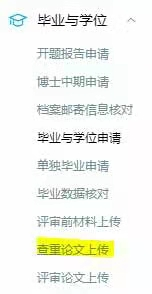 毕业与学位
开题报告申请
博士中期申请
档案邮寄信息核对
毕业与学位申请
单独毕业申请
毕业数据核对
评审前材料上传
查重论文上传
评审论文上传